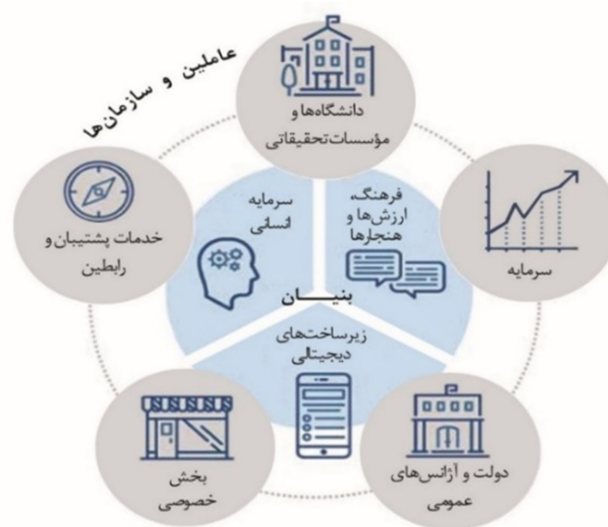 عاملین و سازمان‌ها
دانشگاه‌ها و
مؤسسات تحقیقاتی
سرمایه
دولت و آژانس‌های
عمومی
بخش
خصوصی
خدمات پشتیبان و
رابطین
فرهنگ،
ارزش‌ها و
هنجارها
سرمایه
انسانی
بنیــان
زیرساخت‌های
دیجیتالی